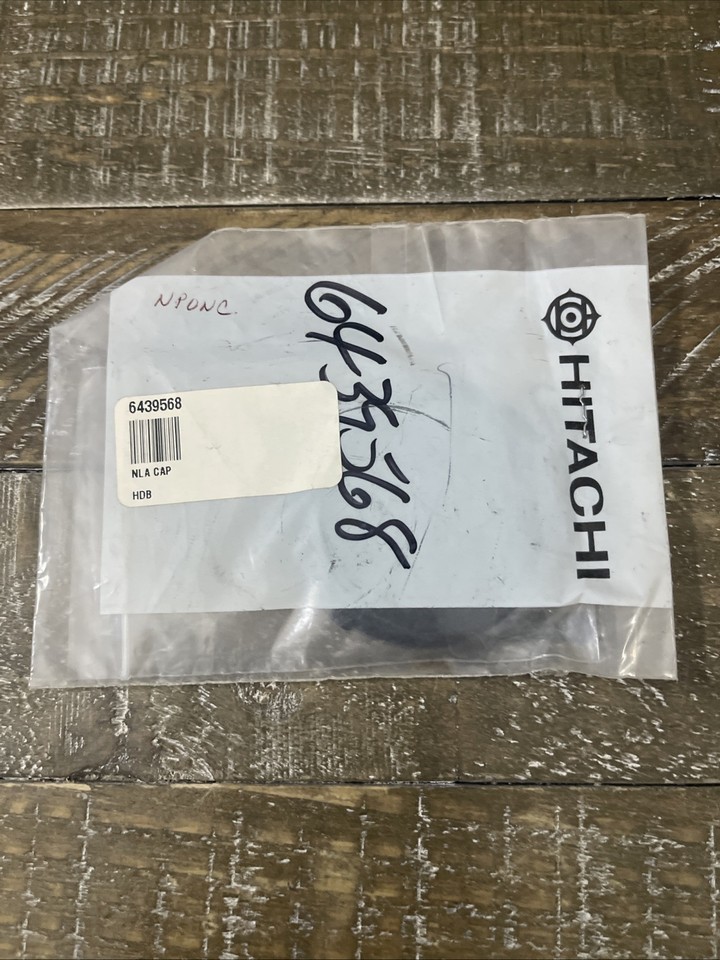 NPONC.
6439568
6439568
NLA CAP
HDB
HITACHI